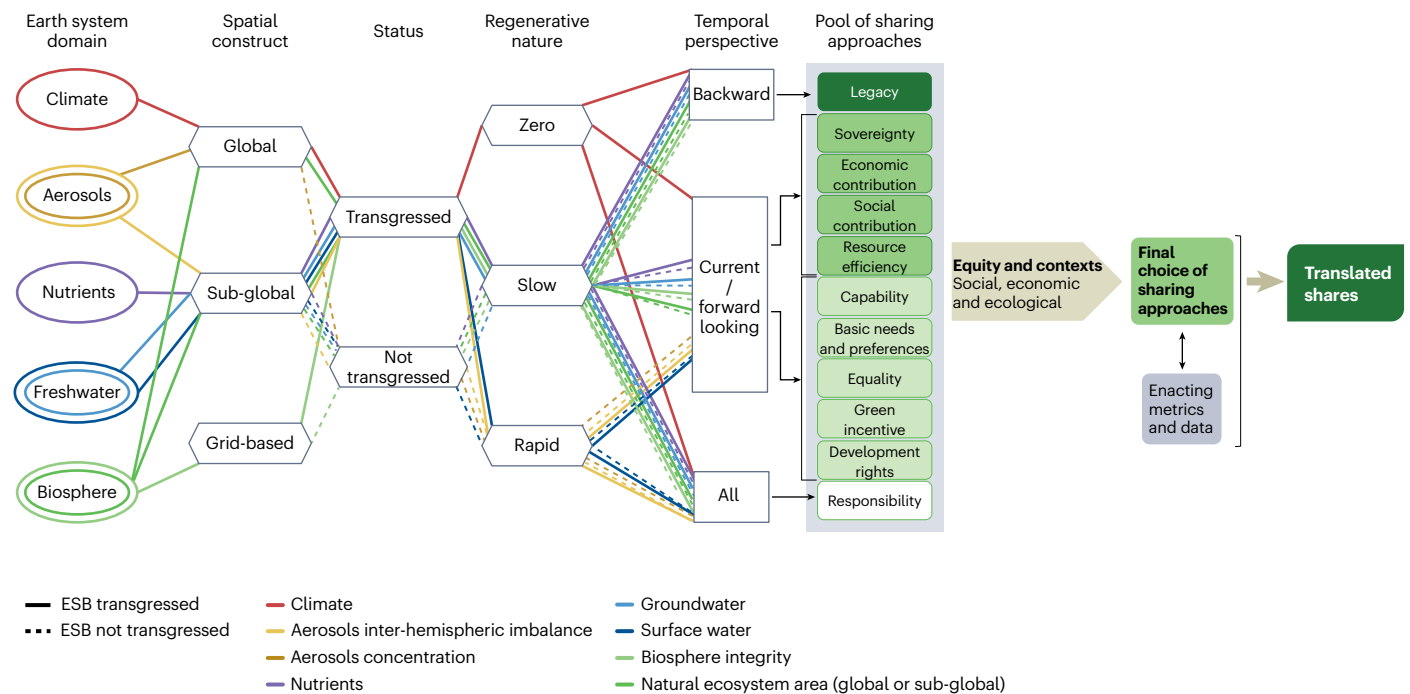 Earth system
domain
Spatial
construct
Status
Regenerative
nature
Temporal
perspective
Pool of sharing
approaches
Climate
Aerosols
Nutrients
Freshwater
Biosphere
Global
Sub-global
Grid-based
Transgressed
Not
transgressed
Zero
Slow
Rapid
Backward
Current
/
forward
looking
All
Legacy
Sovereignty
Economic
contribution
Social
contribution
Resource
efficiency
Capability
Basic needs
and preferences
Equality
Green
incentive
Development
rights
Responsibility
Equity and contexts
Social, economic
and ecological
Final
choice of
sharing
approaches
Enacting
metrics
and data
Translated
shares
ESB transgressed
ESB not transgressed
Climate
Aerosols inter-hemispheric imbalance
Aerosols concentration
Nutrients
Groundwater
Surface water
Biosphere integrity
Natural ecosystem area (global or sub-global)